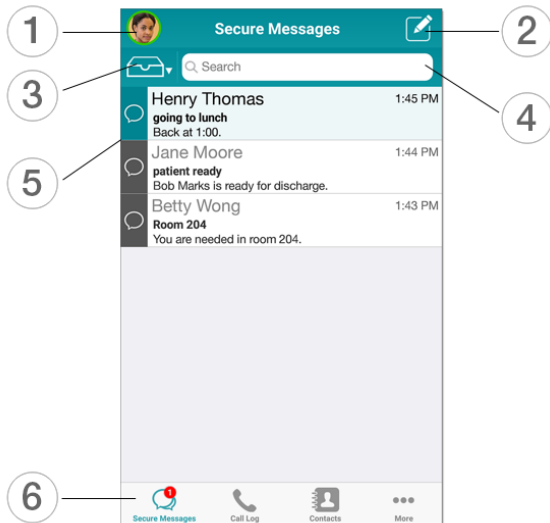 1
Secure Messages
2
3
Search
4
Henry Thomas 1:45 PM
going to lunch
Back at 1:00.
5
Jane Moore 1:44 PM
patient ready
Bob Marks is ready for discharge.
Betty Wong 1:43 PM
Room 204
You are needed in room 204.
6
1
Secure Messages Call Log Contacts More